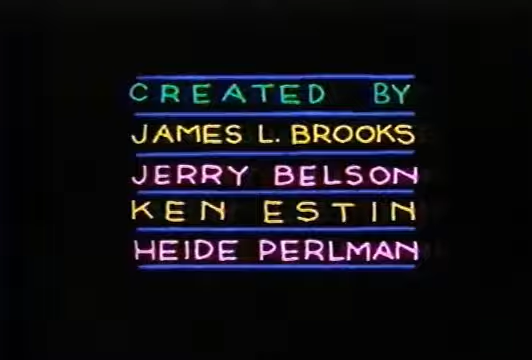 CREATED BY
JAMES L. BROOKS
JERRY BELSON
KEN ESTIN
HEIDE PERLMAN